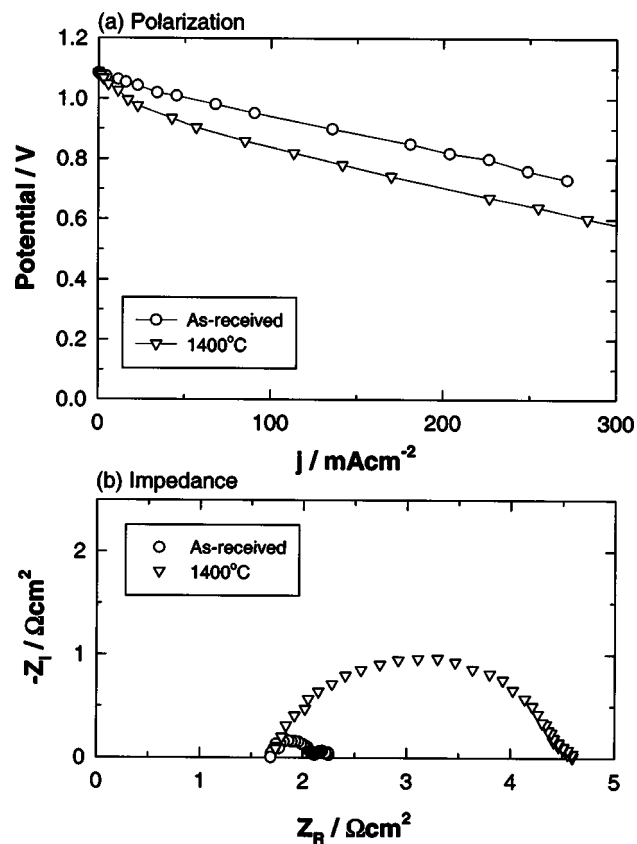 (a) Polarization
1.2
1.0
0.8
0.6
0.4
0.2
0.0
Potential / V
As-received
1400°C
0 100 200 300
j / mAcm⁻²
(b) Impedance
2
1
0
-Z_I / Ωcm²
As-received
1400°C
0 1 2 3 4 5
Z_R / Ωcm²